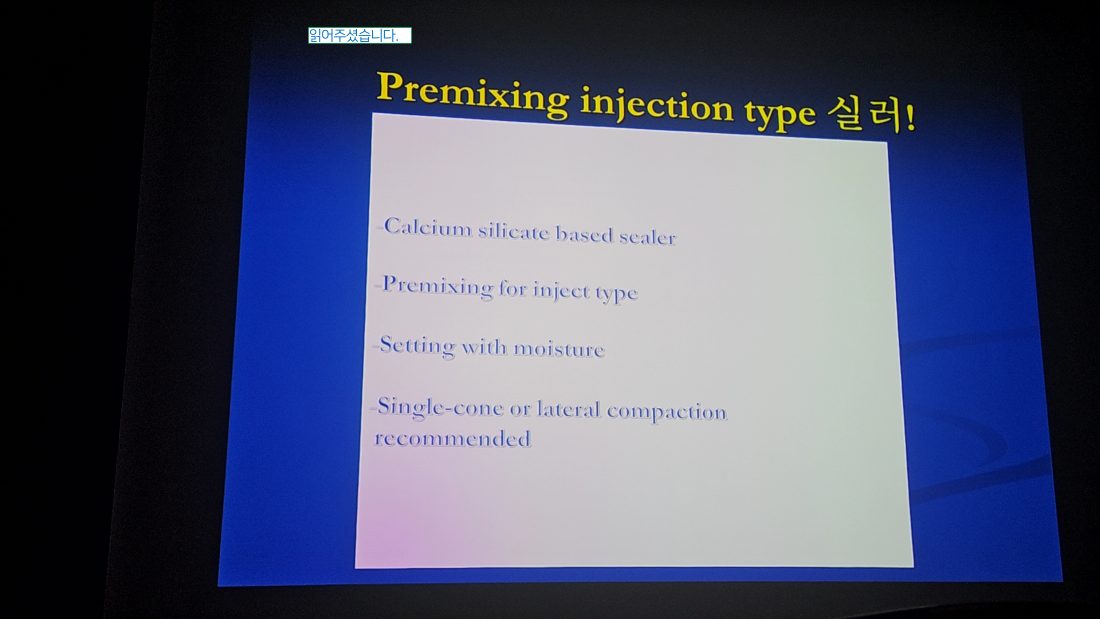 읽어주셨습니다.
Premixing injection type 실러!
-Calcium silicate based sealer
-Premixing for inject type
-Setting with moisture
-Single-cone or lateral compaction
recommended